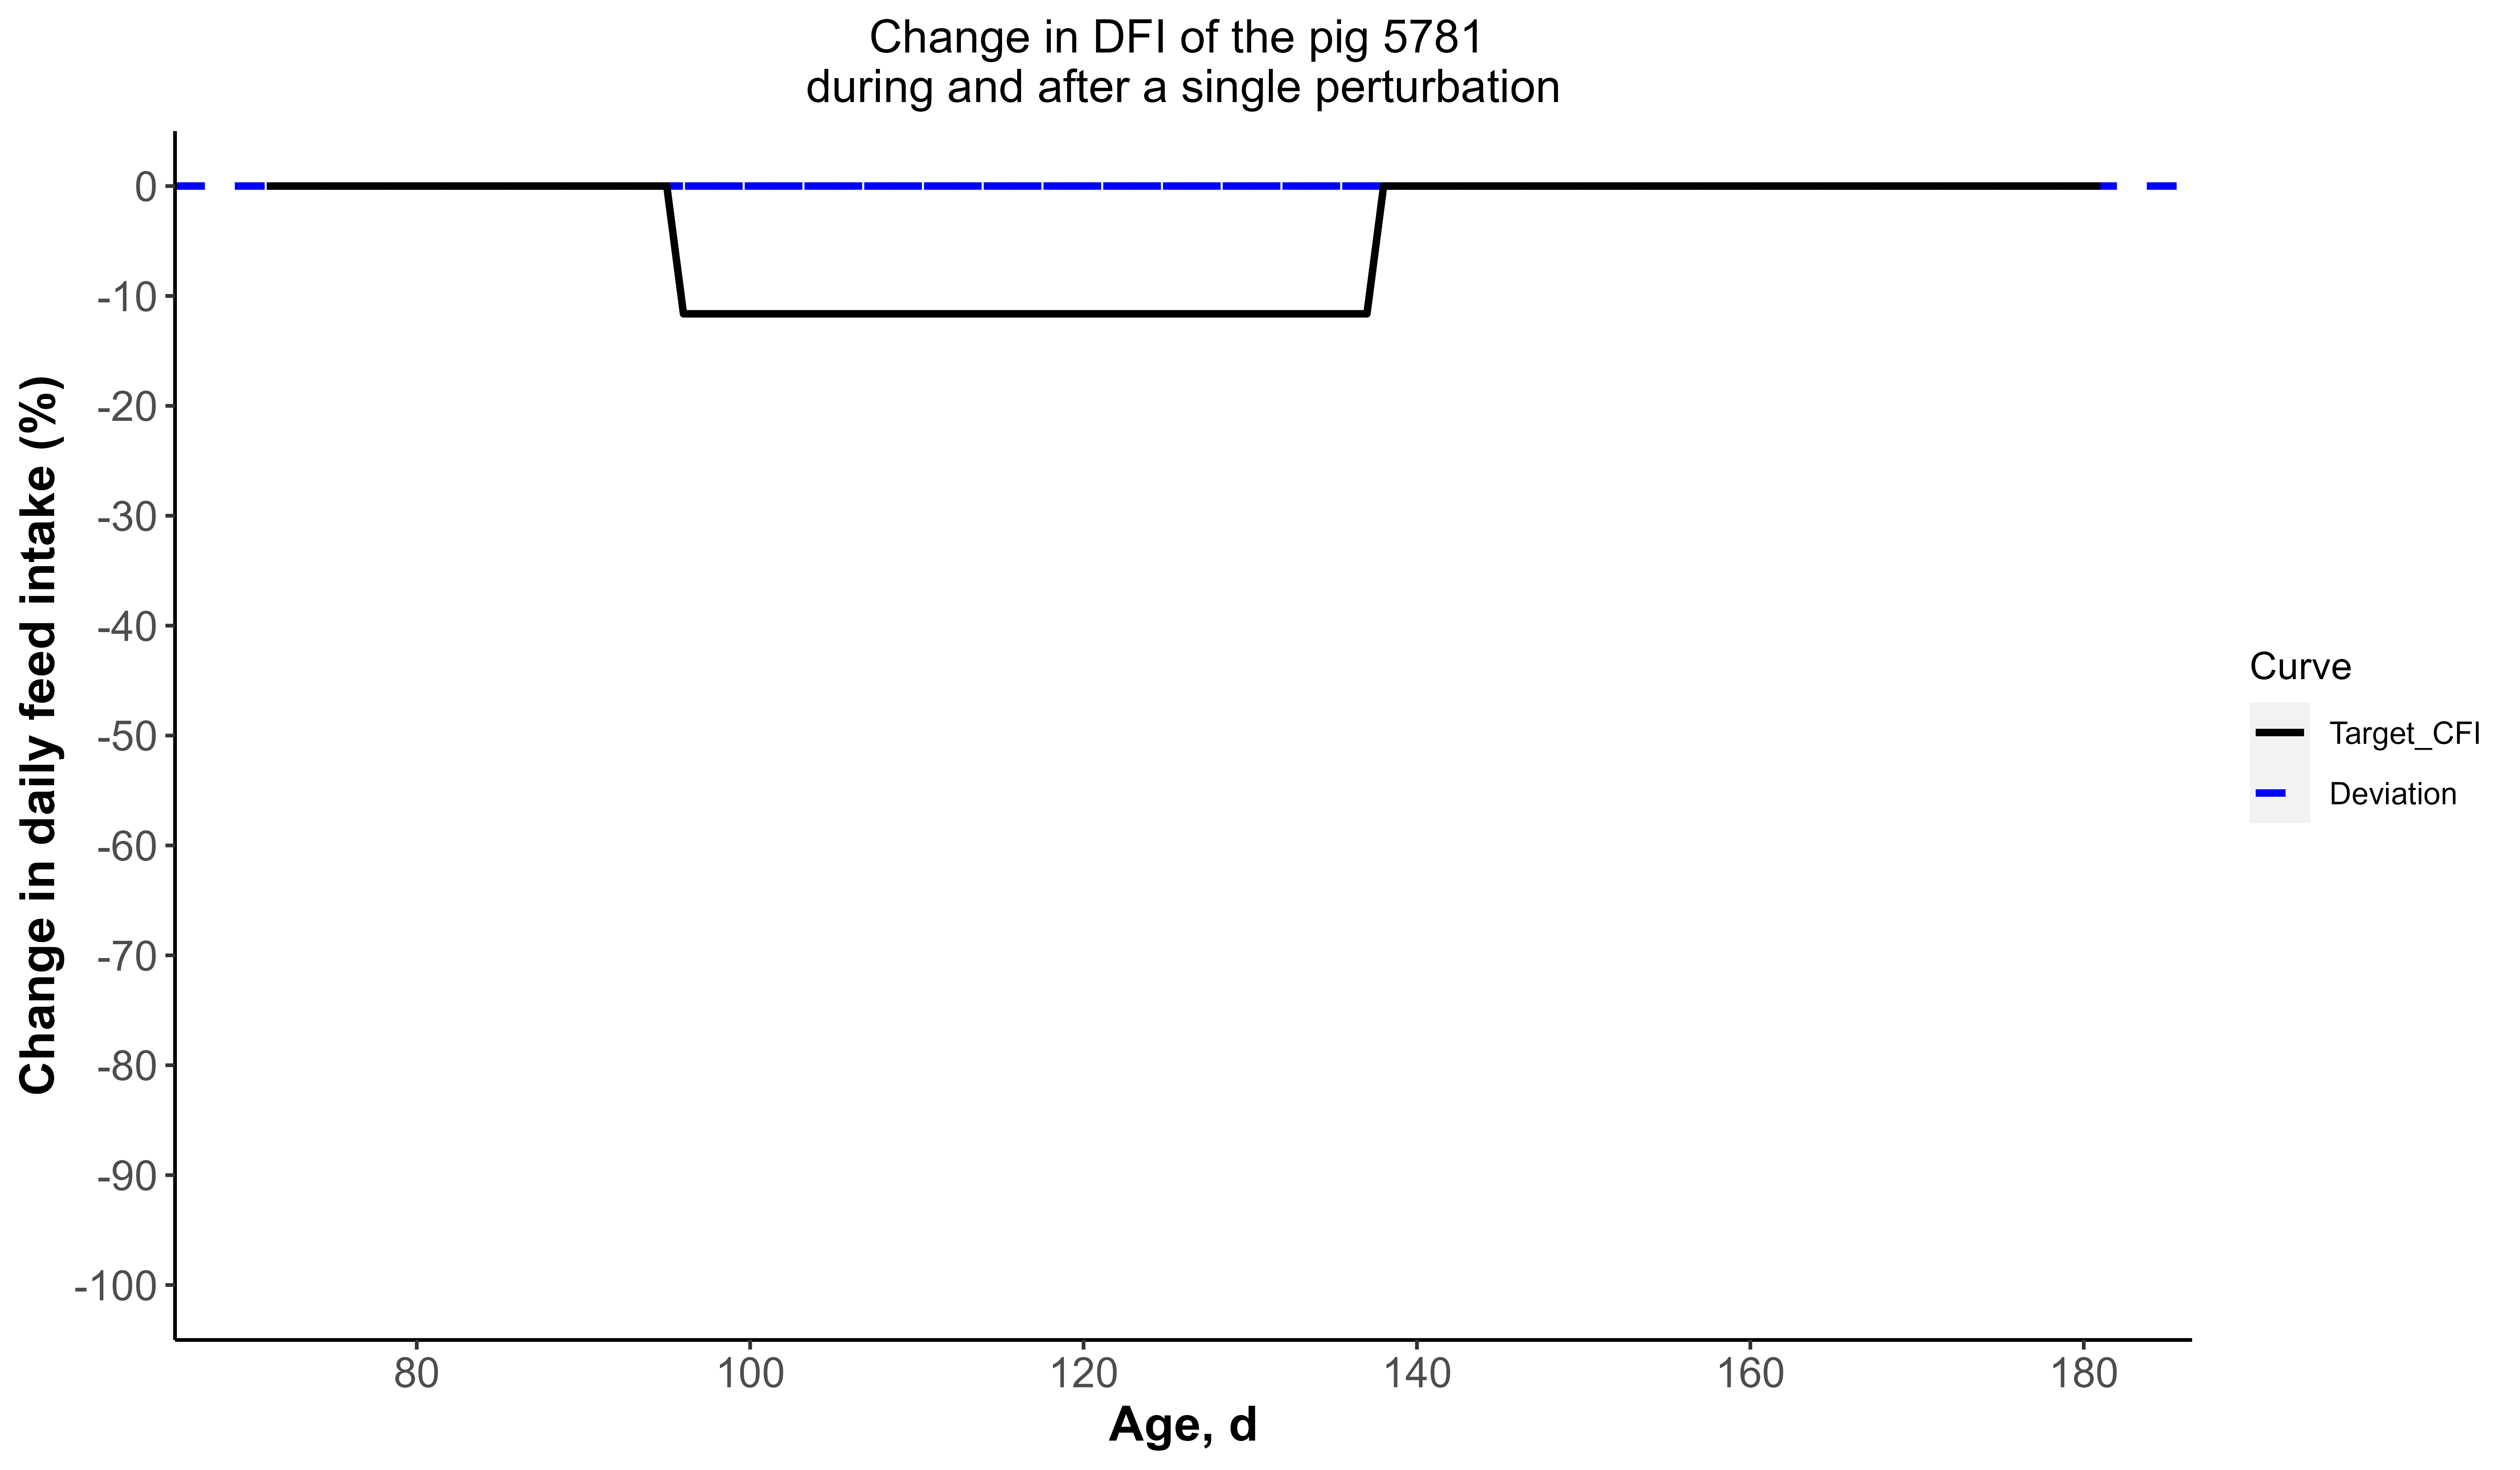 Change in DFI of the pig 5781
during and after a single perturbation
Change in daily feed intake (%)
0
-10
-20
-30
-40
-50
-60
-70
-80
-90
-100
80
100
120
140
160
180
Age, d
Curve
Target_CFI
Deviation